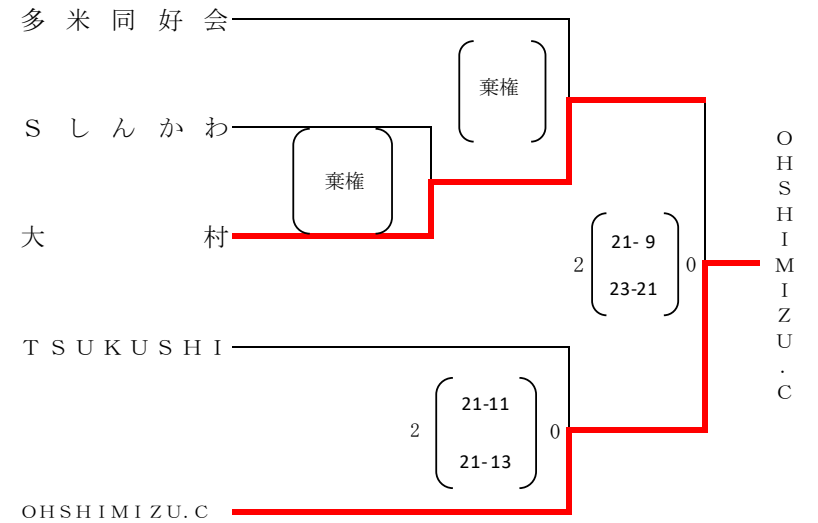 多米同好会
棄権
Sしんかわ
棄権
大村
21- 9
2 0
23-21
TSUKUSHI
21-11
2 0
21-13
OHSHIMIZU.C
OHSHIMIZU.C